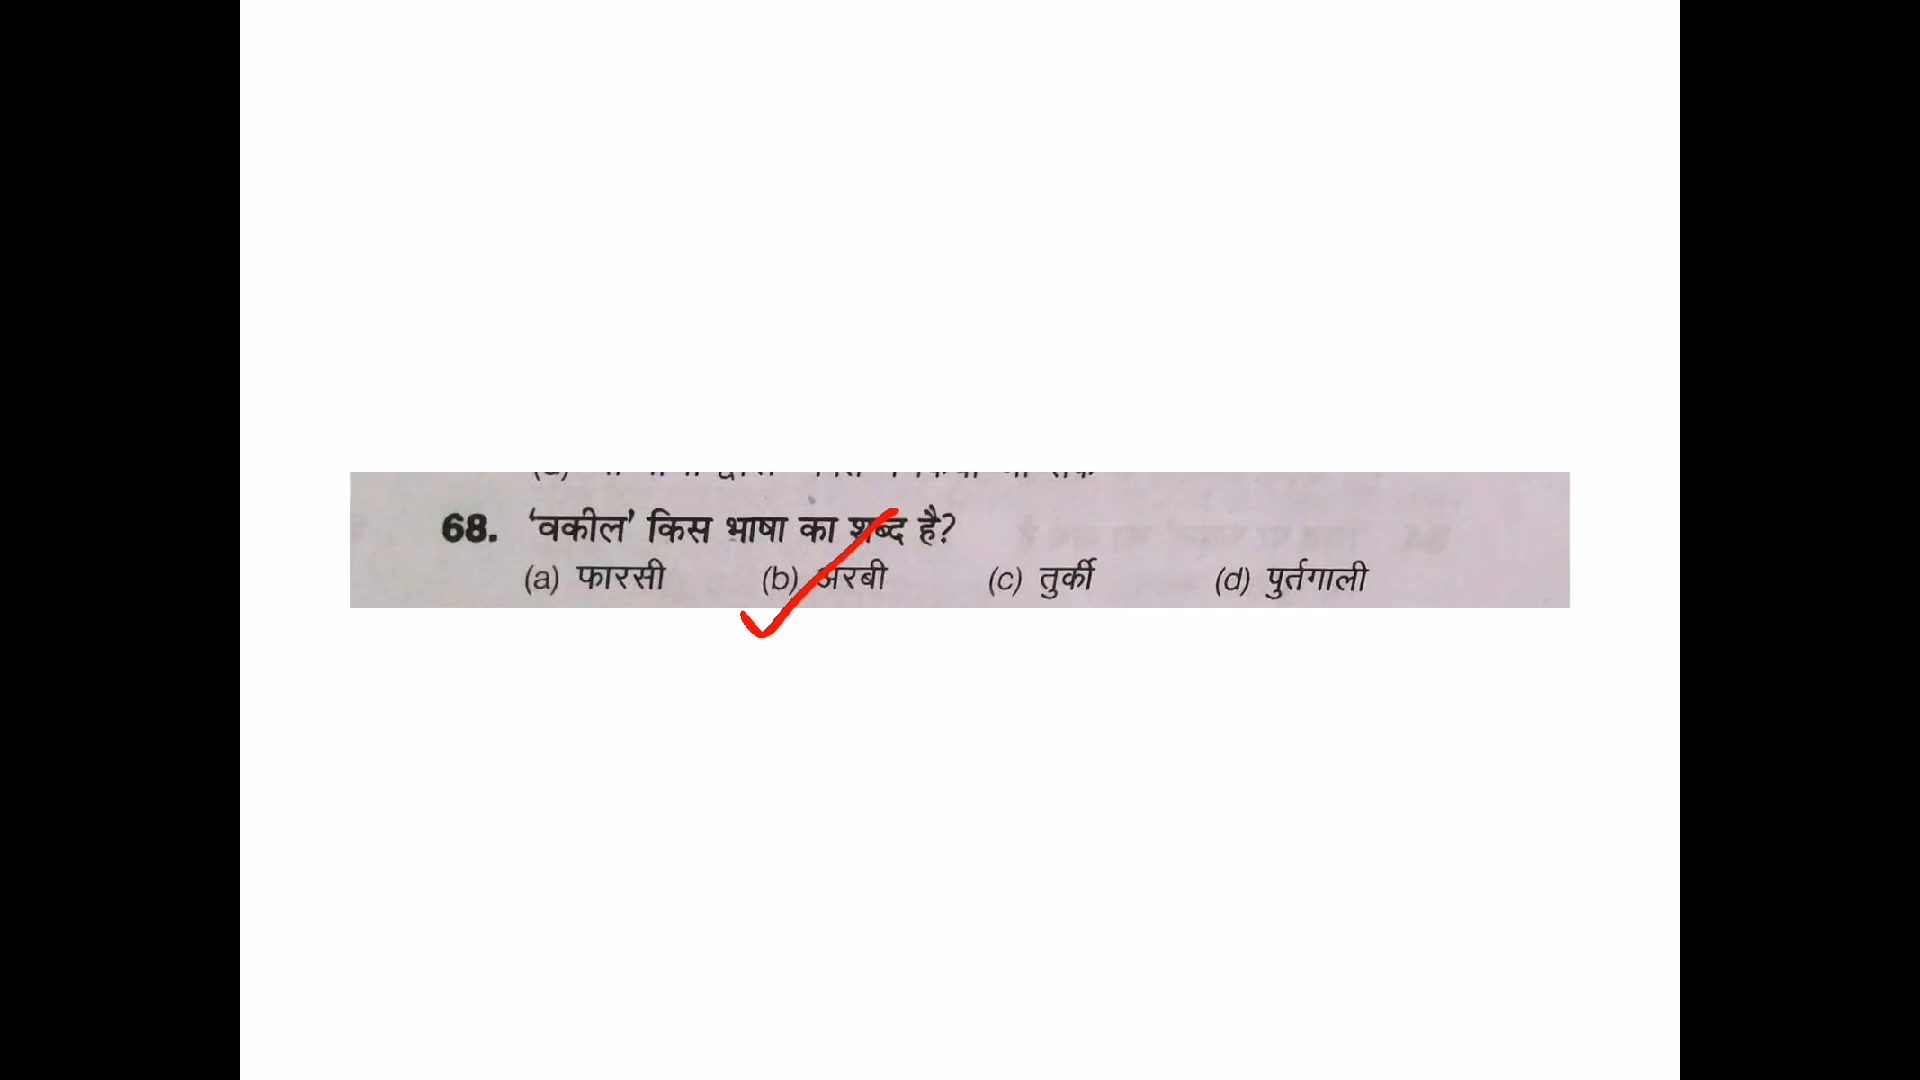 68. 'वकील' किस भाषा का शब्द है?
(a) फारसी (b) अरबी (c) तुर्की (d) पुर्तगाली